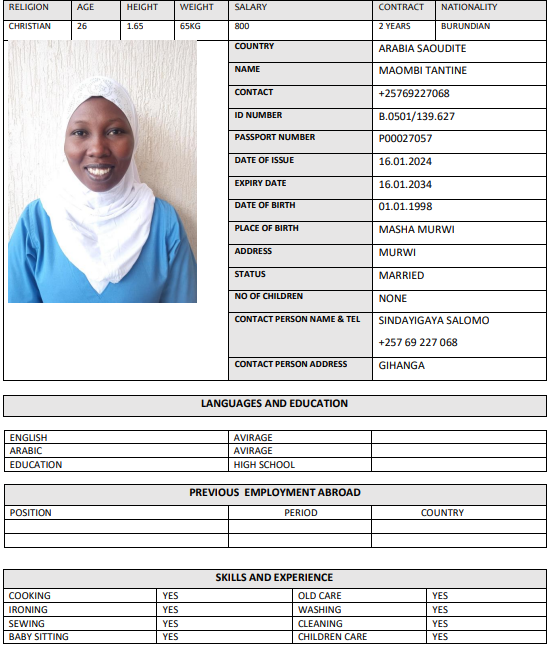 RELIGION AGE HEIGHT WEIGHT SALARY CONTRACT NATIONALITY
CHRISTIAN 26 1.65 65KG 800 2 YEARS BURUNDIAN
COUNTRY ARABIA SAOUDITE
NAME MAOMBI TANTINE
CONTACT +25769227068
ID NUMBER B.0501/139.627
PASSPORT NUMBER P00027057
DATE OF ISSUE 16.01.2024
EXPIRY DATE 16.01.2034
DATE OF BIRTH 01.01.1998
PLACE OF BIRTH MASHA MURWI
ADDRESS MURWI
STATUS MARRIED
NO OF CHILDREN NONE
CONTACT PERSON NAME & TEL SINDAYIGAYA SALOMO
+257 69 227 068
CONTACT PERSON ADDRESS GIHANGA
LANGUAGES AND EDUCATION
ENGLISH AVIRAGE
ARABIC AVIRAGE
EDUCATION HIGH SCHOOL
PREVIOUS EMPLOYMENT ABROAD
POSITION PERIOD COUNTRY
SKILLS AND EXPERIENCE
COOKING YES OLD CARE YES
IRONING YES WASHING YES
SEWING YES CLEANING YES
BABY SITTING YES CHILDREN CARE YES